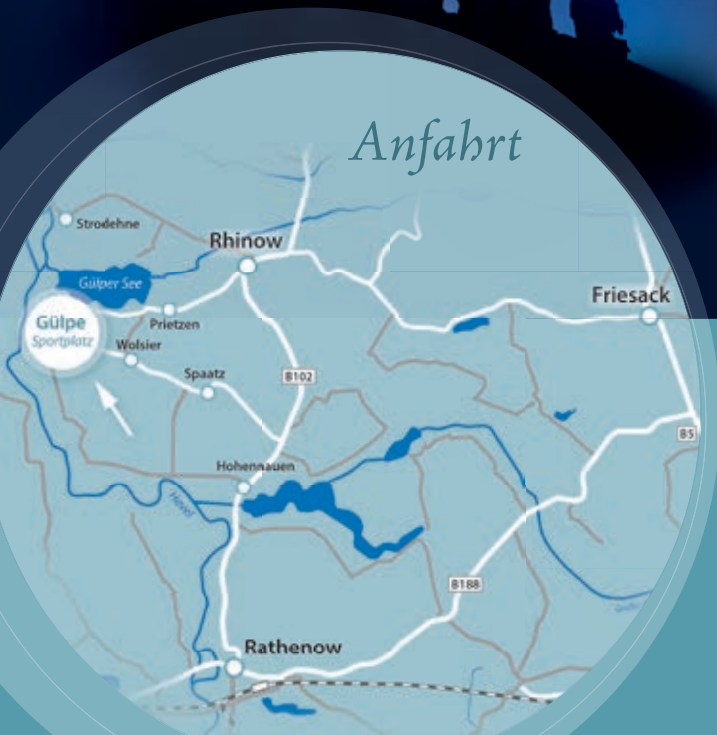 Anfahrt
Strodehne
Rhinow
Gülper See
Friesack
Gülpe
Sportplatz
Prietzen
Wolsier
Spaatz
B102
B5
Hohennauen
Havel
B188
Rathenow